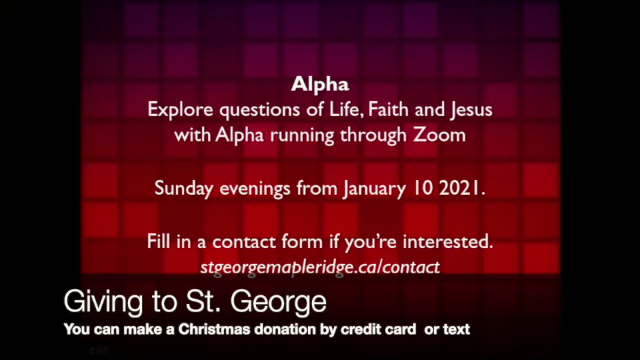 Alpha
Explore questions of Life, Faith and Jesus
with Alpha running through Zoom
Sunday evenings from January 10 2021.
Fill in a contact form if you're interested.
stgeorgemapleridge.ca/contact
Giving to St. George
You can make a Christmas donation by credit card or text